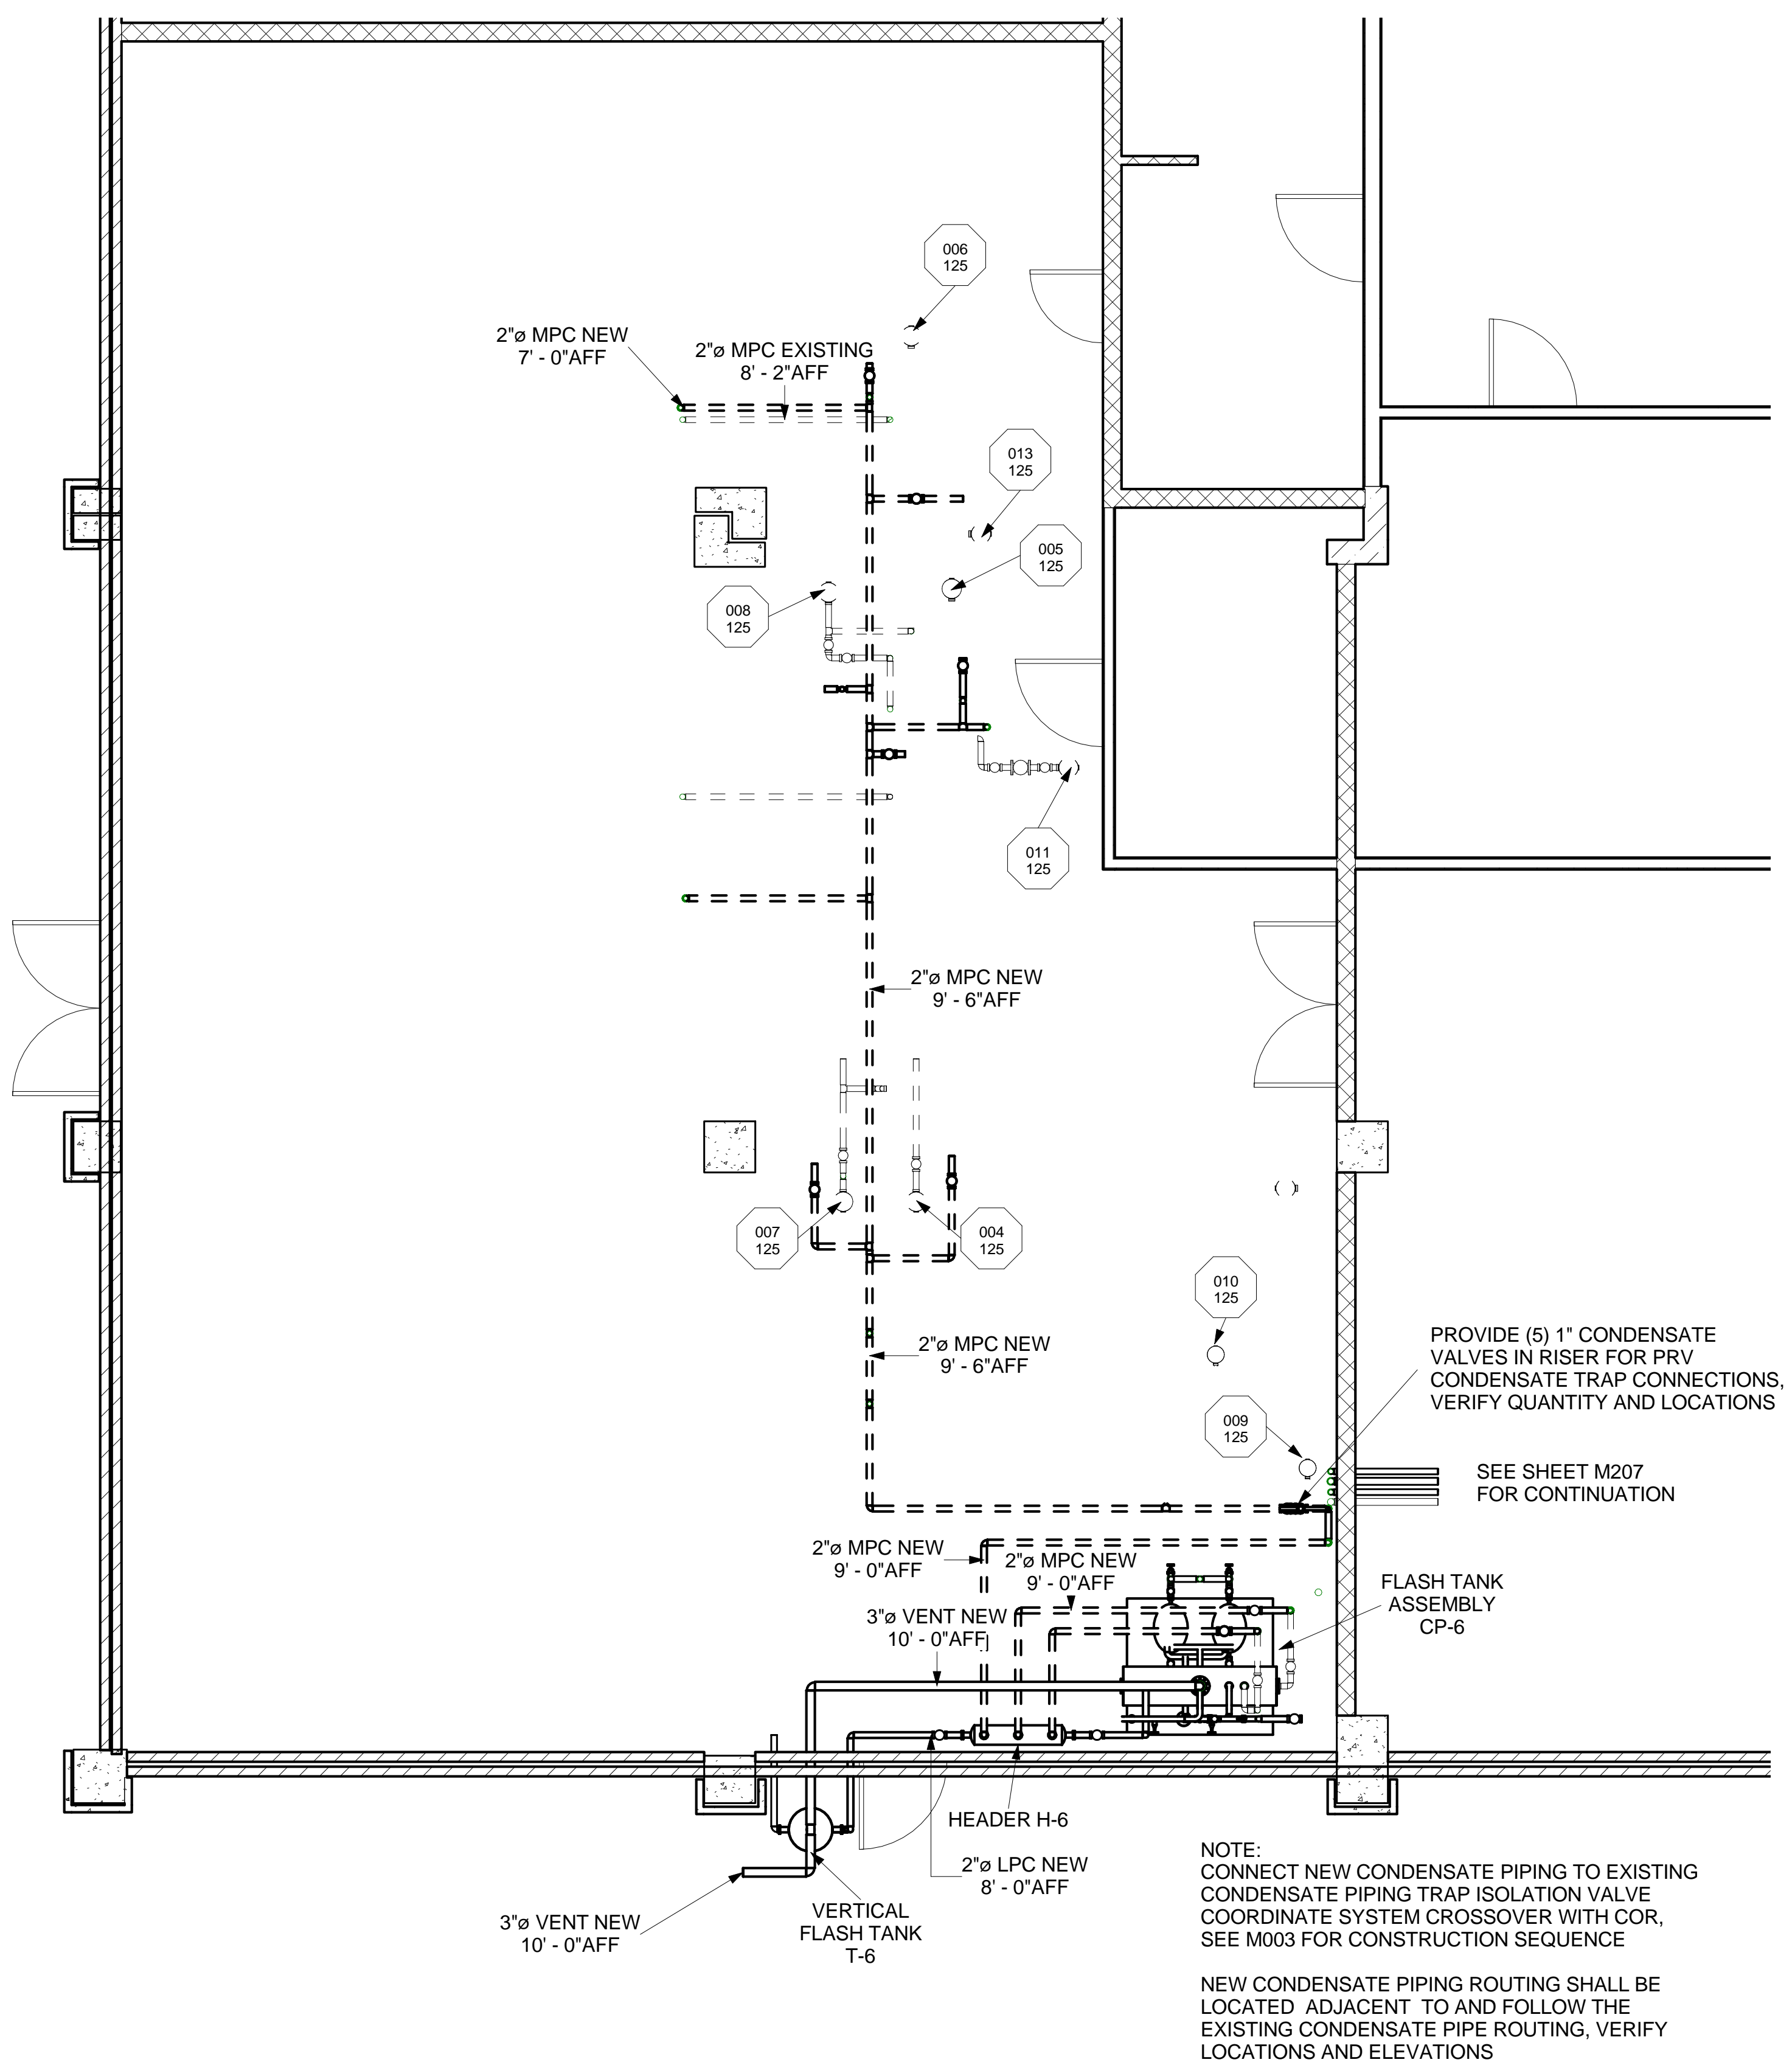 006
125
2"ø MPC NEW
7' - 0"AFF
2"ø MPC EXISTING
8' - 2"AFF
013
125
005
125
008
125
011
125
2"ø MPC NEW
9' - 6"AFF
007
125
004
125
010
125
2"ø MPC NEW
9' - 6"AFF
PROVIDE (5) 1" CONDENSATE
VALVES IN RISER FOR PRV
CONDENSATE TRAP CONNECTIONS,
VERIFY QUANTITY AND LOCATIONS
009
125
SEE SHEET M207
FOR CONTINUATION
2"ø MPC NEW
9' - 0"AFF
2"ø MPC NEW
9' - 0"AFF
FLASH TANK
ASSEMBLY
CP-6
3"ø VENT NEW
10' - 0"AFF
HEADER H-6
2"ø LPC NEW
8' - 0"AFF
VERTICAL
FLASH TANK
T-6
3"ø VENT NEW
10' - 0"AFF
NOTE:
CONNECT NEW CONDENSATE PIPING TO EXISTING
CONDENSATE PIPING TRAP ISOLATION VALVE
COORDINATE SYSTEM CROSSOVER WITH COR,
SEE M003 FOR CONSTRUCTION SEQUENCE
NEW CONDENSATE PIPING ROUTING SHALL BE
LOCATED ADJACENT TO AND FOLLOW THE
EXISTING CONDENSATE PIPE ROUTING, VERIFY
LOCATIONS AND ELEVATIONS